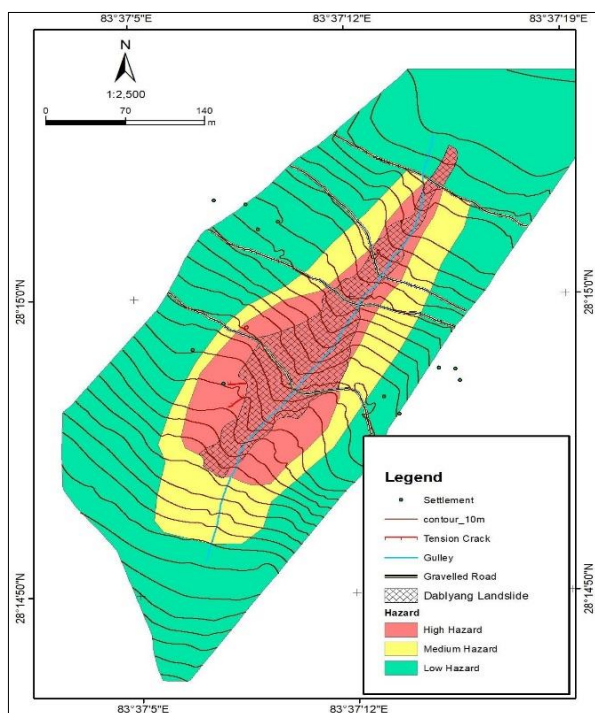 83°37'5"E 83°37'12"E 83°37'19"E
N
1:2,500
0 70 140
m
28°15'0"N 28°15'0"N
Legend
Settlement
contour_10m
Tension Crack
Gulley
Gravelled Road
Dablyang Landslide
Hazard
High Hazard
Medium Hazard
Low Hazard
28°14'50"N 28°14'50"N
83°37'5"E 83°37'12"E